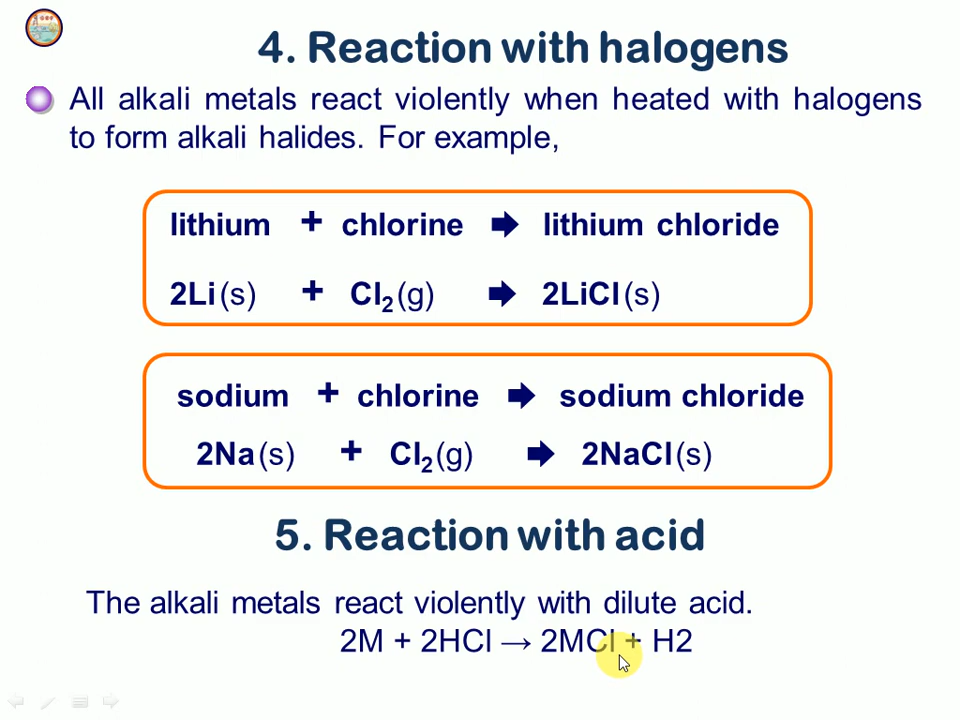 4. Reaction with halogens
All alkali metals react violently when heated with halogens
to form alkali halides. For example,
lithium + chlorine ➡ lithium chloride
2Li (s) + Cl₂ (g) ➡ 2LiCl (s)
sodium + chlorine ➡ sodium chloride
2Na (s) + Cl₂ (g) ➡ 2NaCl (s)
5. Reaction with acid
The alkali metals react violently with dilute acid.
2M + 2HCl → 2MCl + H2